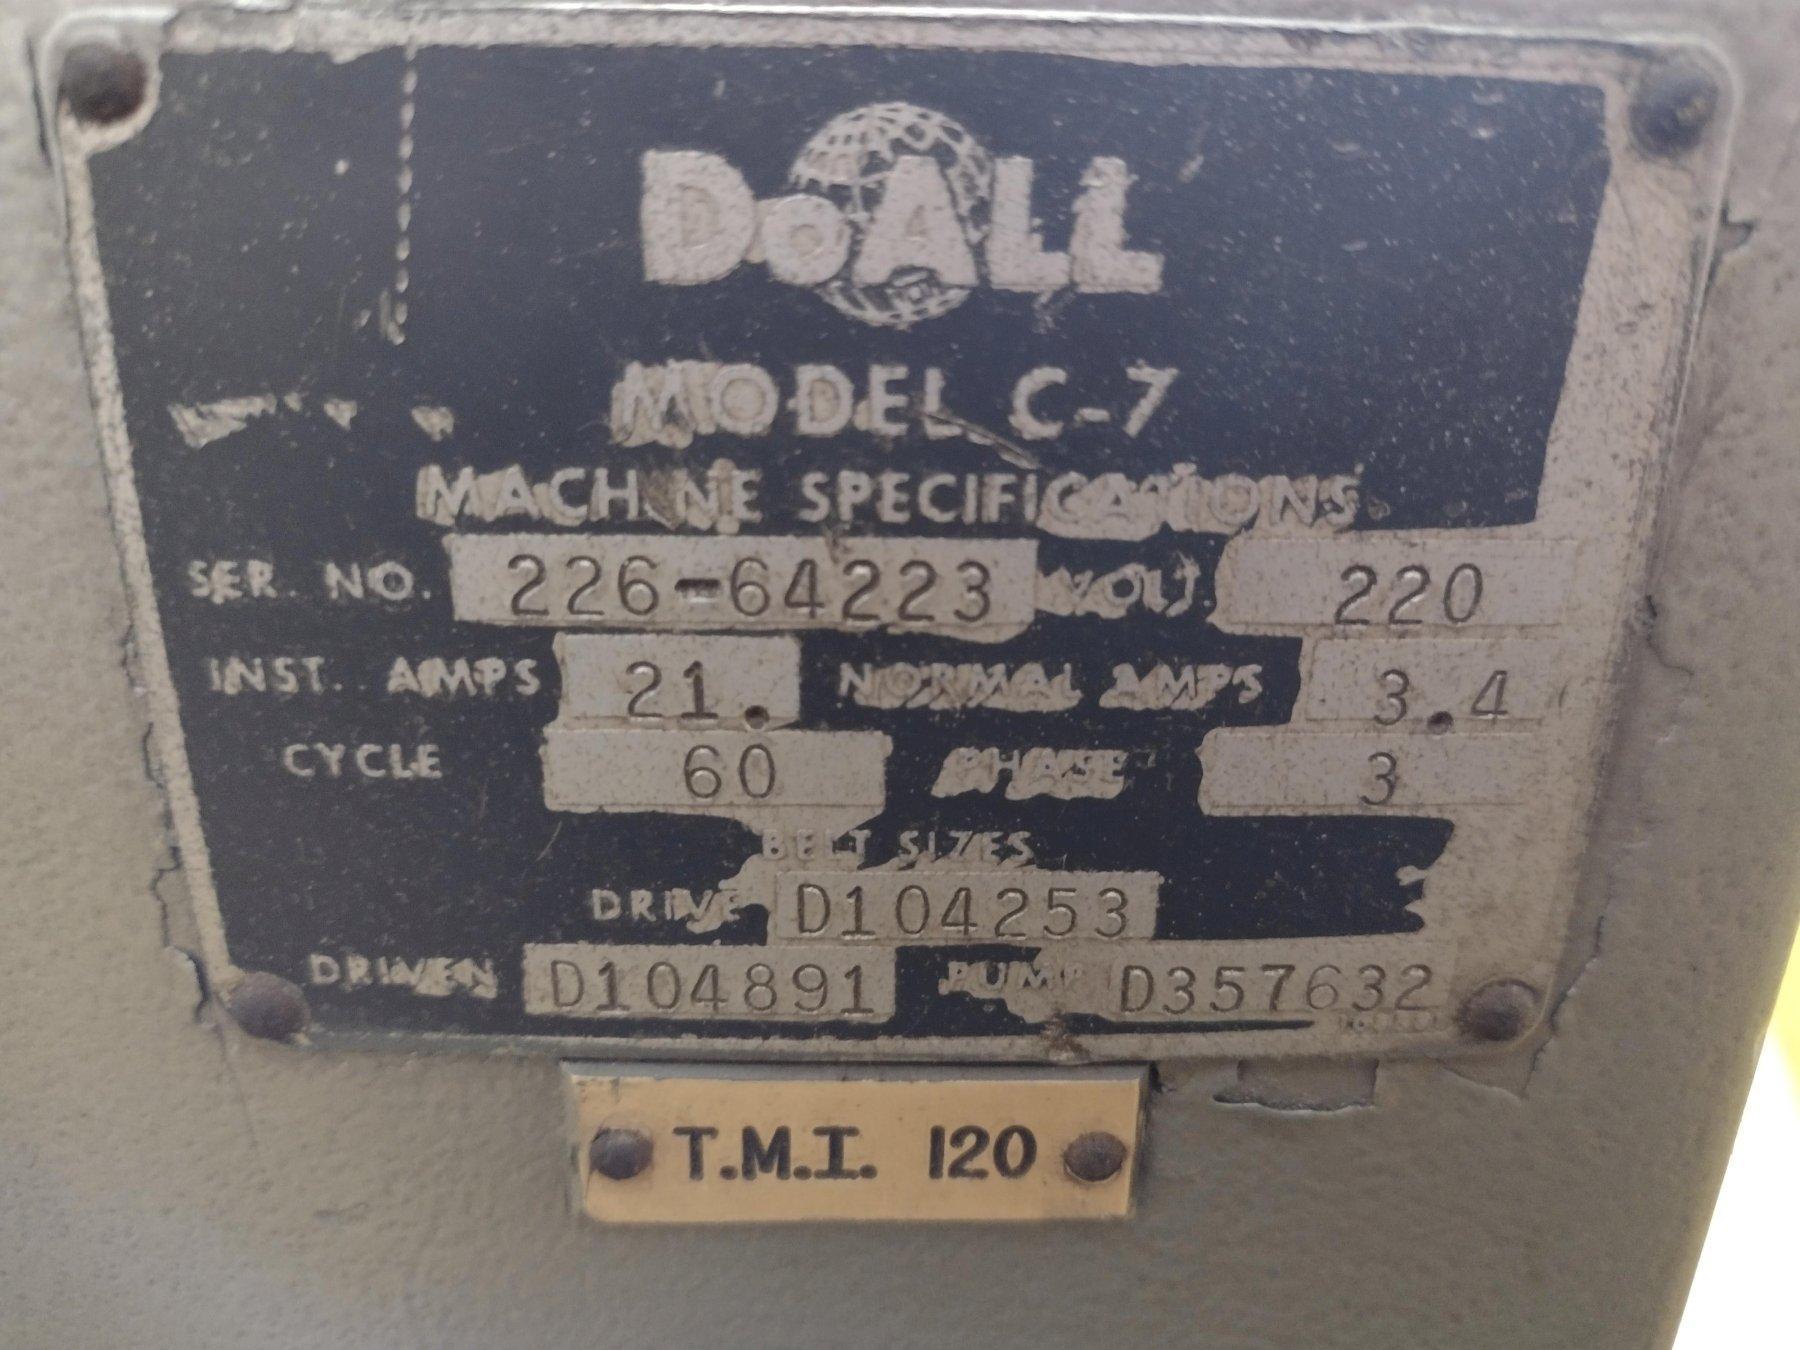 DoALL
MODEL C-7
MACHINE SPECIFICATIONS
SER. NO. 226-64223 VOLT. 220
INST. AMPS 21. NORMAL AMPS 3.4
CYCLE 60 PHASE 3
BELT SIZES
DRIVE D104253
DRIVEN D104891 PUMP D357632
T.M.I. 120